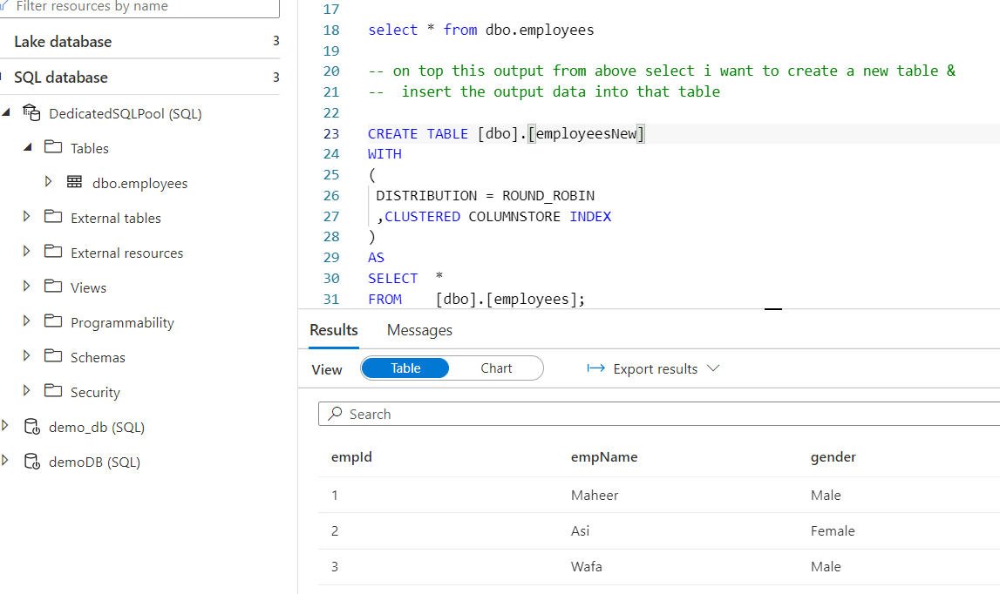 Filter resources by name
Lake database 3
SQL database 3
DedicatedSQLPool (SQL)
Tables
dbo.employees
External tables
External resources
Views
Programmability
Schemas
Security
demo_db (SQL)
demoDB (SQL)
17
18 select * from dbo.employees
19
20 -- on top this output from above select i want to create a new table &
21 --  insert the output data into that table
22
23 CREATE TABLE [dbo].[employeesNew]
24 WITH
25 (
26  DISTRIBUTION = ROUND_ROBIN
27  ,CLUSTERED COLUMNSTORE INDEX
28 )
29 AS
30 SELECT  *
31 FROM    [dbo].[employees];
Results Messages
View Table Chart Export results
Search
empId empName gender
1 Maheer Male
2 Asi Female
3 Wafa Male